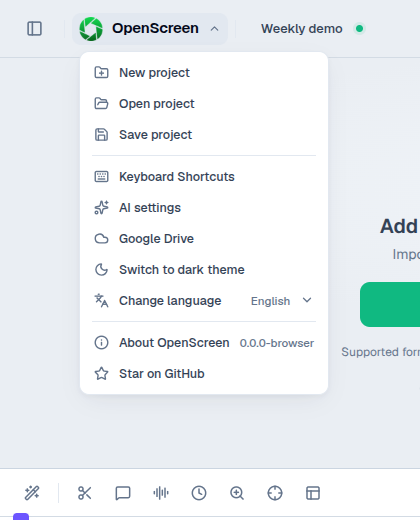 OpenScreen
Weekly demo
New project
Open project
Save project
Keyboard Shortcuts
AI settings
Google Drive
Switch to dark theme
Change language English
About OpenScreen 0.0.0-browser
Star on GitHub
Add
Supported